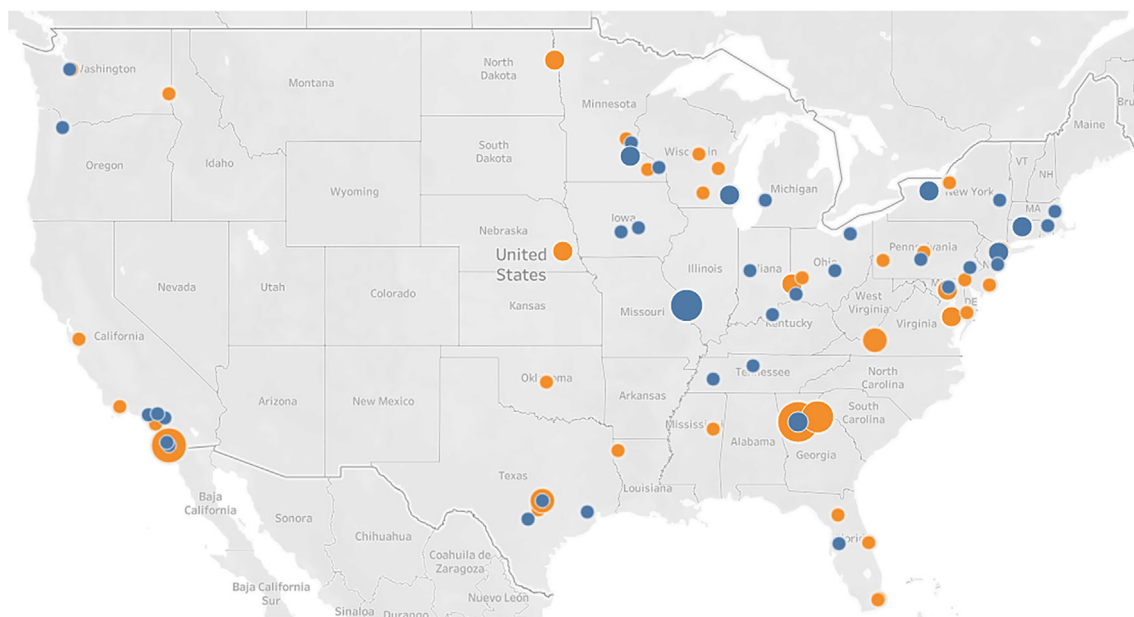 Maine
Washington
Montana
North
Dakota
Minnesota
VT
NH
Oregon
Idaho
South
Dakota
Michigan
New York
MA
Wyoming
Iowa
Nebraska
Pennsylvania
United
States
Illinois
Ohio
Nevada
Utah
Colorado
Kansas
Missouri
West
Virginia
DE
Virginia
California
Kentucky
Tennessee
North
Carolina
Arizona
New Mexico
Arkansas
South
Carolina
Mississippi
Alabama
Georgia
Texas
Louisiana
Baja
California
Sonora
Chihuahua
Coahuila de
Zaragoza
Baja California
Sur
Nuevo León
Sinaloa
Durango